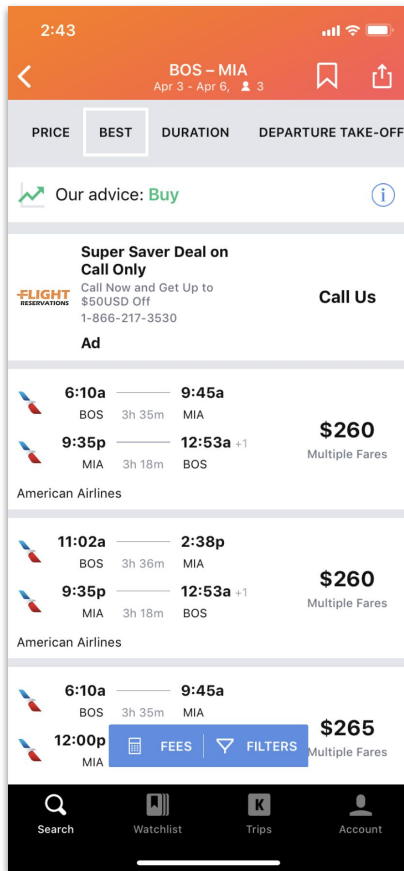 2:43
BOS – MIA
Apr 3 - Apr 6, 3
PRICE BEST DURATION DEPARTURE TAKE-OFF
Our advice: Buy
i
Super Saver Deal on
Call Only
FLIGHT
RESERVATIONS
Call Now and Get Up to
$50USD Off
1-866-217-3530
Call Us
Ad
6:10a 9:45a
BOS 3h 35m MIA
9:35p 12:53a +1
MIA 3h 18m BOS
$260
Multiple Fares
American Airlines
11:02a 2:38p
BOS 3h 36m MIA
9:35p 12:53a +1
MIA 3h 18m BOS
$260
Multiple Fares
American Airlines
6:10a 9:45a
BOS 3h 35m MIA
12:00p
MIA
$265
Multiple Fares
FEES FILTERS
K
Search Watchlist Trips Account